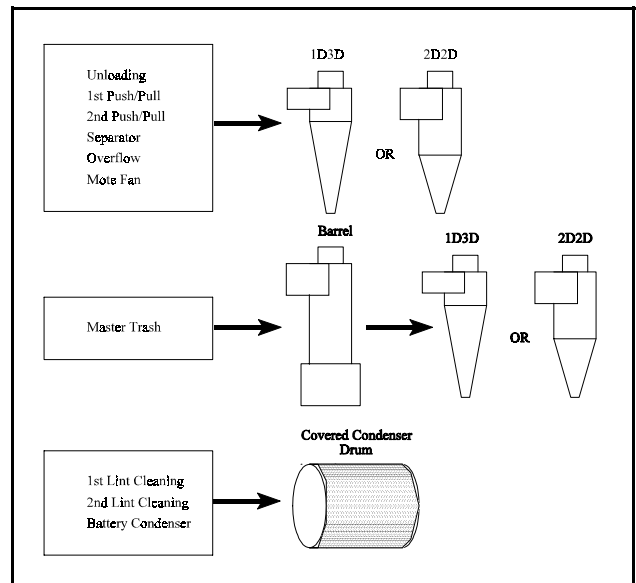 1D3D
2D2D
Unloading
1st Push/Pull
2nd Push/Pull
Separator
Overflow
Mote Fan
OR
Barrel
1D3D
2D2D
Master Trash
OR
Covered Condenser
Drum
1st Lint Cleaning
2nd Lint Cleaning
Battery Condenser